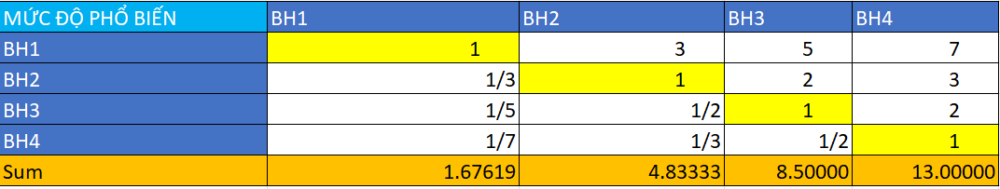 MỨC ĐỘ PHỔ BIẾN BH1 BH2 BH3 BH4
BH1 1 3 5 7
BH2 1/3 1 2 3
BH3 1/5 1/2 1 2
BH4 1/7 1/3 1/2 1
Sum 1.67619 4.83333 8.50000 13.00000